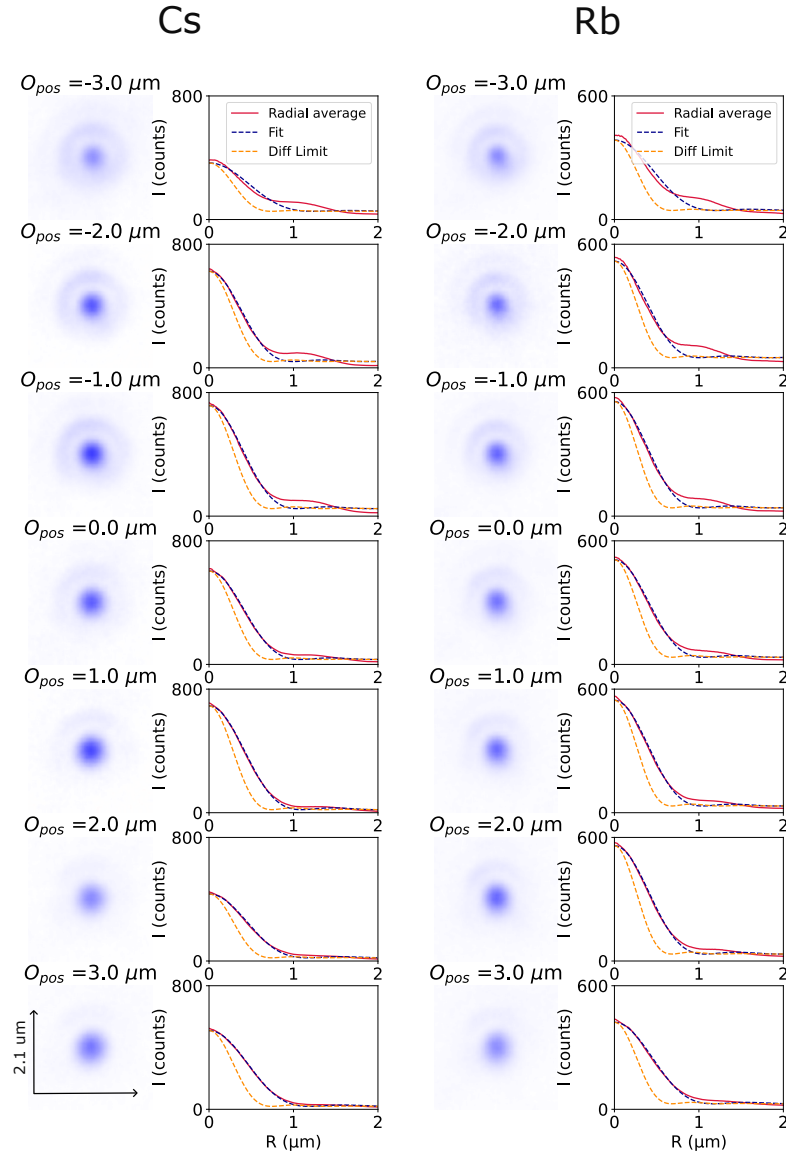 Cs
Rb
O_pos =-3.0 μm
800
I (counts)
0
Radial average
Fit
Diff Limit
0 1 2
O_pos =-3.0 μm
600
I (counts)
0
Radial average
Fit
Diff Limit
0 1 2
O_pos =-2.0 μm
800
I (counts)
0
0 1 2
O_pos =-2.0 μm
600
I (counts)
0
0 1 2
O_pos =-1.0 μm
800
I (counts)
0
0 1 2
O_pos =-1.0 μm
600
I (counts)
0
0 1 2
O_pos =0.0 μm
800
I (counts)
0
0 1 2
O_pos =0.0 μm
600
I (counts)
0
0 1 2
O_pos =1.0 μm
800
I (counts)
0
0 1 2
O_pos =1.0 μm
600
I (counts)
0
0 1 2
O_pos =2.0 μm
800
I (counts)
0
0 1 2
O_pos =2.0 μm
600
I (counts)
0
0 1 2
O_pos =3.0 μm
2.1 um
800
I (counts)
0
0 1 2
R (μm)
O_pos =3.0 μm
600
I (counts)
0
0 1 2
R (μm)